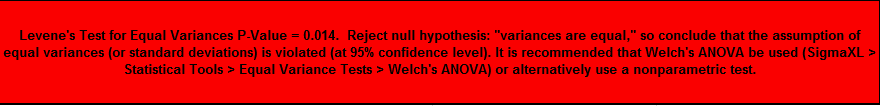 Levene's Test for Equal Variances P-Value = 0.014.  Reject null hypothesis: "variances are equal," so conclude that the assumption of
equal variances (or standard deviations) is violated (at 95% confidence level). It is recommended that Welch's ANOVA be used (SigmaXL >
Statistical Tools > Equal Variance Tests > Welch's ANOVA) or alternatively use a nonparametric test.